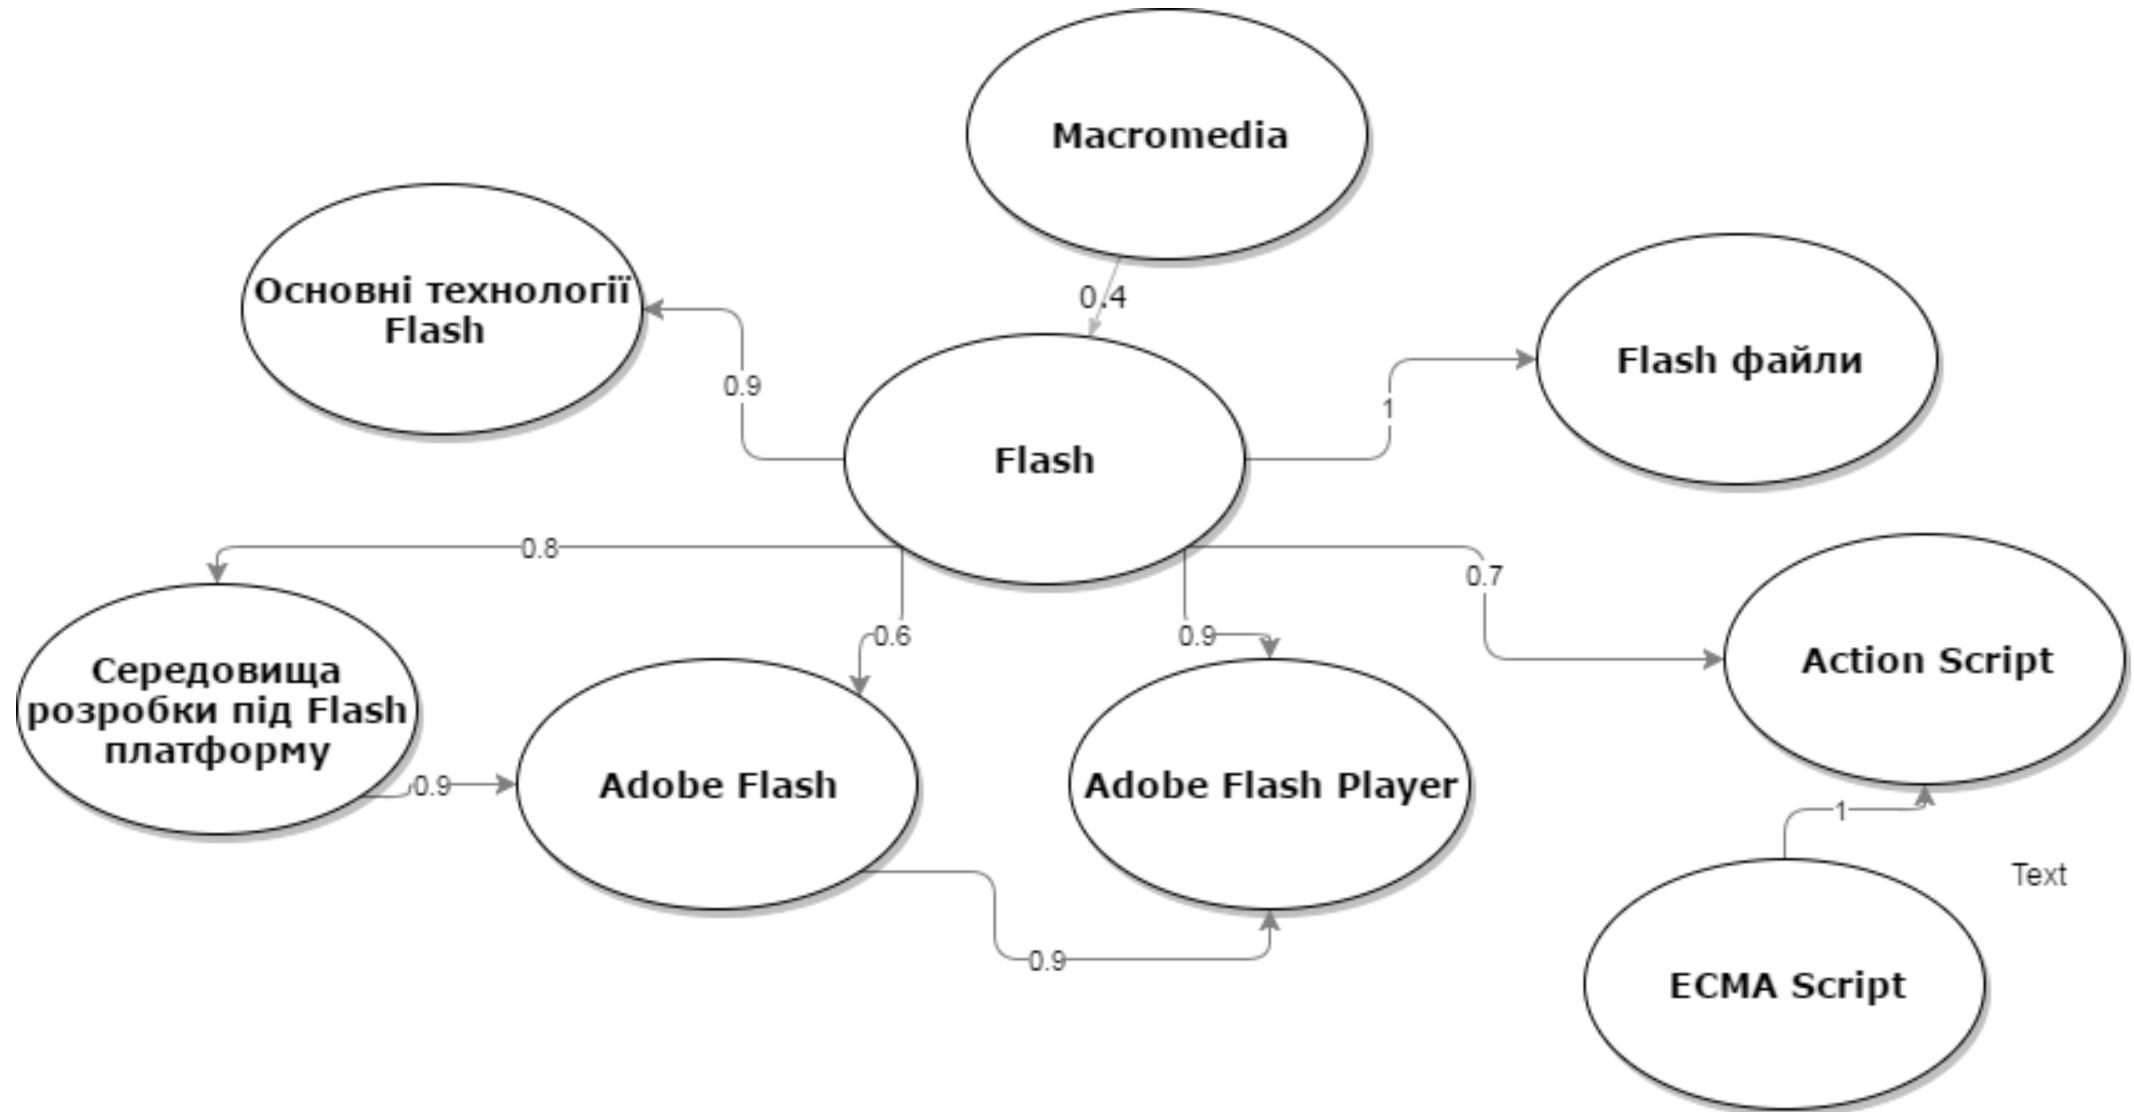 Macromedia
Основні технології
Flash
0.4
Flash файли
0.9
1
Flash
0.8
0.7
0.6
0.9
Середовища
розробки під Flash
платформу
Action Script
0.9
Adobe Flash
Adobe Flash Player
1
Text
0.9
ECMA Script